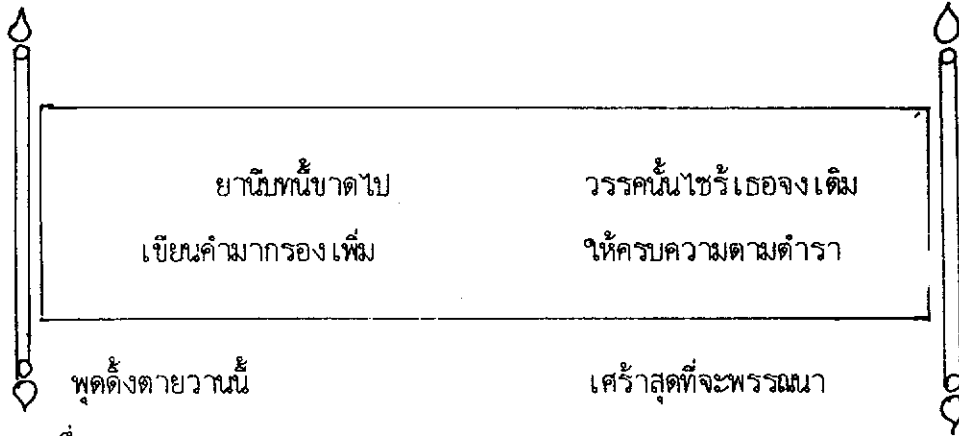 ยานีบทนี้ขาดไป วรรคนั้นไซร้เธอจงเติม
เขียนคำมากรองเพิ่ม ให้ครบความตามตำรา
พุดดิ้งตายวานนี้ เศร้าสุดที่จะพรรณนา